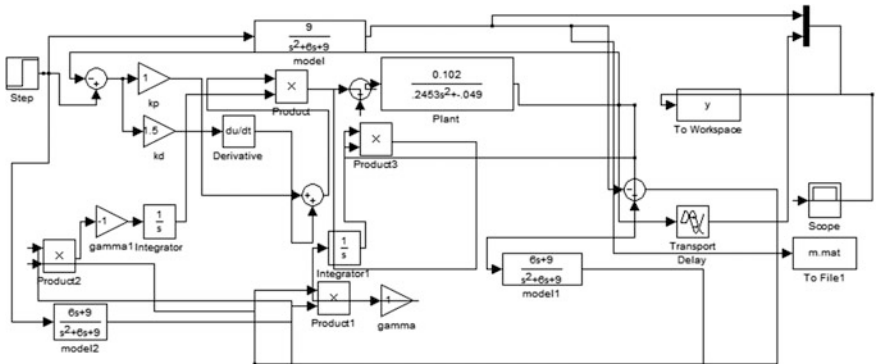 Step
9
s²+6s+9
model
1
kp
1.5
kd
du/dt
Derivative
×
Product
0.102
.2453s²+-.049
Plant
×
Product3
y
To Workspace
Scope
Transport
Delay
m.mat
To File1
-1
gamma1
1
s
Integrator
×
Product2
1
s
Integrator1
×
Product1
1
gamma
6s+9
s²+6s+9
model1
6s+9
s²+6s+9
model2